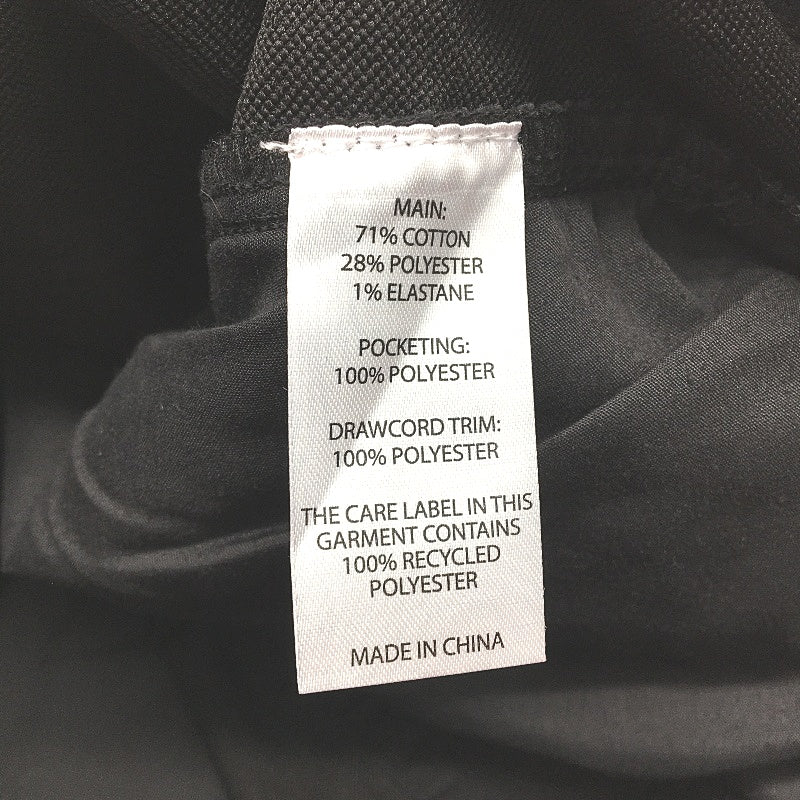 MAIN:
71% COTTON
28% POLYESTER
1% ELASTANE
POCKETING:
100% POLYESTER
DRAWCORD TRIM:
100% POLYESTER
THE CARE LABEL IN THIS
GARMENT CONTAINS
100% RECYCLED
POLYESTER
MADE IN CHINA